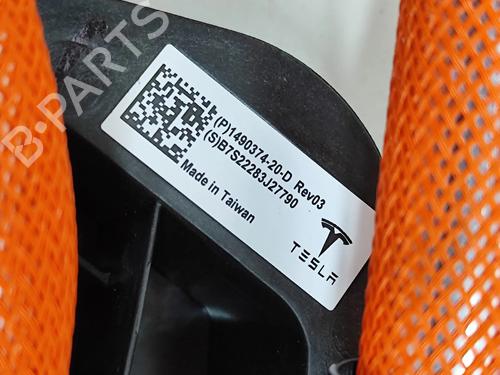 (P)1490374-20-D Rev03
(S)B7S22283J27790
Made in Taiwan
TESLA
B-PARTS